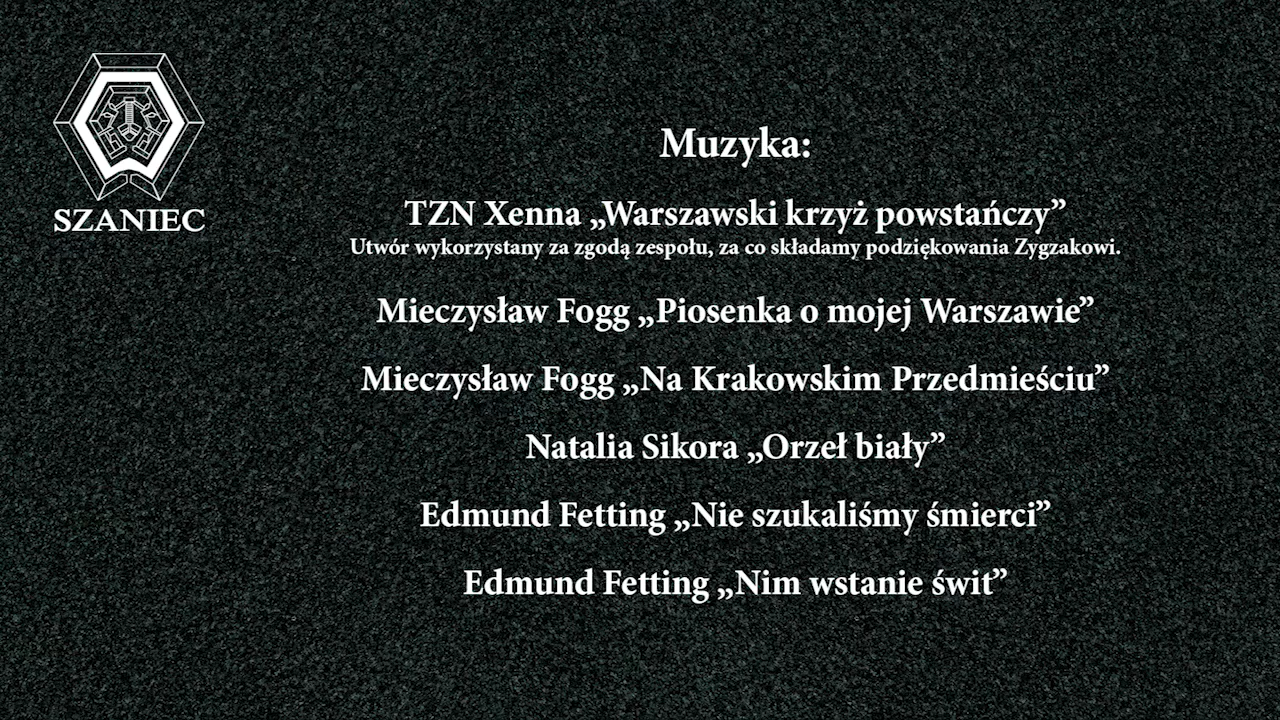 SZANIEC
Muzyka:
TZN Xenna „Warszawski krzyż powstańczy”
Utwór wykorzystany za zgodą zespołu, za co składamy podziękowania Zygzakowi.
Mieczysław Fogg „Piosenka o mojej Warszawie”
Mieczysław Fogg „Na Krakowskim Przedmieściu”
Natalia Sikora „Orzeł biały”
Edmund Fetting „Nie szukaliśmy śmierci”
Edmund Fetting „Nim wstanie świt”